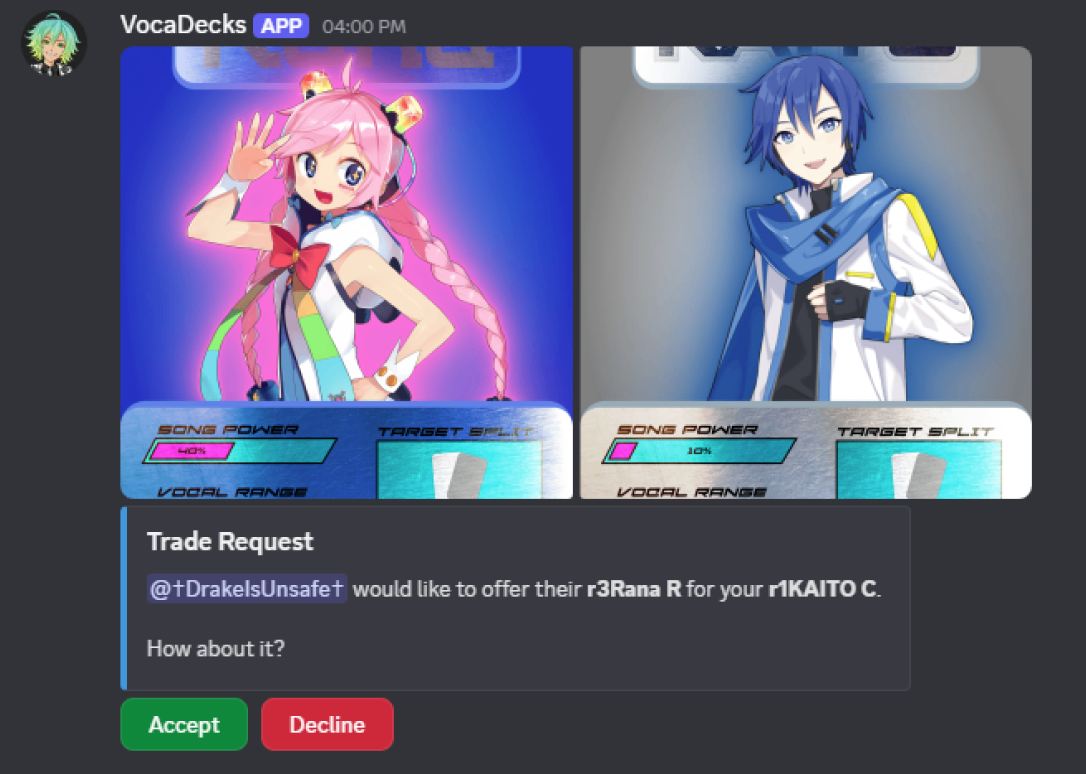 VocaDecks APP 04:00 PM
SONG POWER
40%
TARGET SPLIT
VOCAL RANGE
SONG POWER
10%
TARGET SPLIT
VOCAL RANGE
Trade Request
@†DrakeIsUnsafe† would like to offer their r3Rana R for your r1KAITO C.
How about it?
Accept Decline